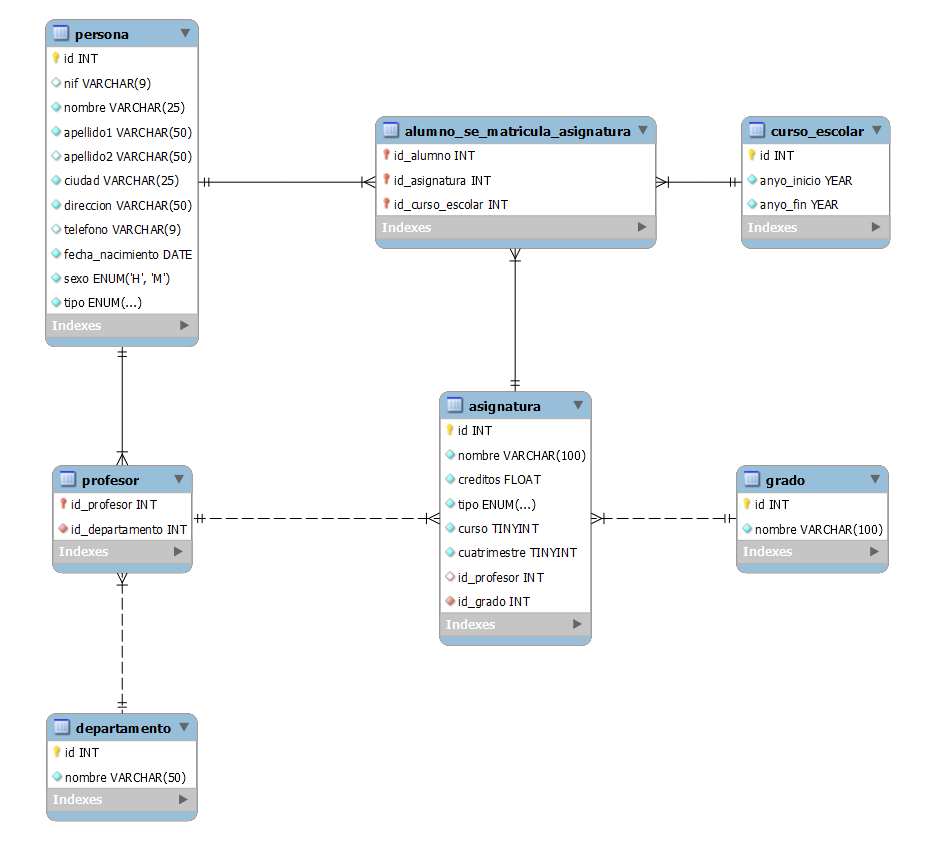 persona
id INT
nif VARCHAR(9)
nombre VARCHAR(25)
apellido1 VARCHAR(50)
apellido2 VARCHAR(50)
ciudad VARCHAR(25)
direccion VARCHAR(50)
telefono VARCHAR(9)
fecha_nacimiento DATE
sexo ENUM('H', 'M')
tipo ENUM(...)
Indexes
alumno_se_matricula_asignatura
id_alumno INT
id_asignatura INT
id_curso_escolar INT
Indexes
curso_escolar
id INT
anyo_inicio YEAR
anyo_fin YEAR
Indexes
profesor
id_profesor INT
id_departamento INT
Indexes
asignatura
id INT
nombre VARCHAR(100)
creditos FLOAT
tipo ENUM(...)
curso TINYINT
cuatrimestre TINYINT
id_profesor INT
id_grado INT
Indexes
grado
id INT
nombre VARCHAR(100)
Indexes
departamento
id INT
nombre VARCHAR(50)
Indexes